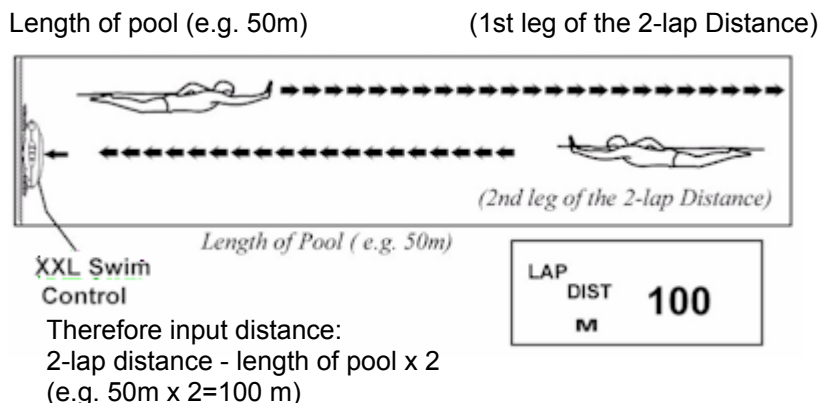 Length of pool (e.g. 50m) (1st leg of the 2-lap Distance)
(2nd leg of the 2-lap Distance)
Length of Pool ( e.g. 50m)
XXL Swim
Control
LAP
DIST 100
M
Therefore input distance:
2-lap distance - length of pool x 2
(e.g. 50m x 2=100 m)